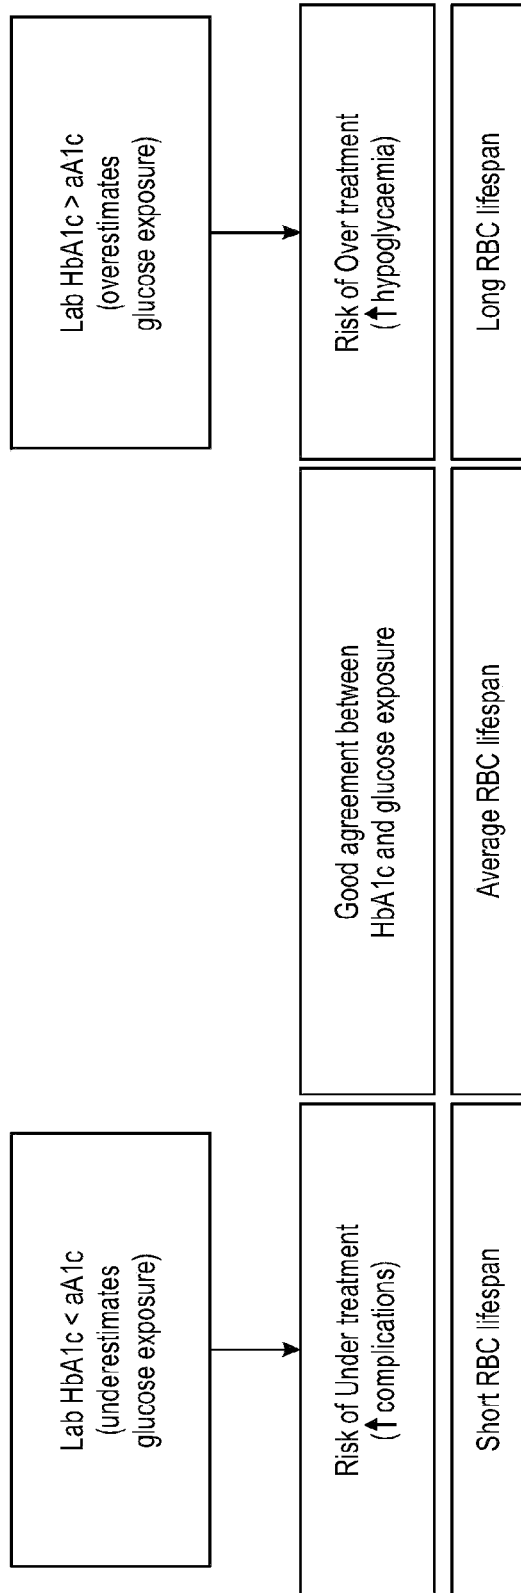 Lab HbA1c < aA1c
(underestimates
glucose exposure)
Lab HbA1c > aA1c
(overestimates
glucose exposure)
Risk of Under treatment
(↑complications)
Good agreement between
HbA1c and glucose exposure
Risk of Over treatment
(↑hypoglycaemia)
Short RBC lifespan
Average RBC lifespan
Long RBC lifespan